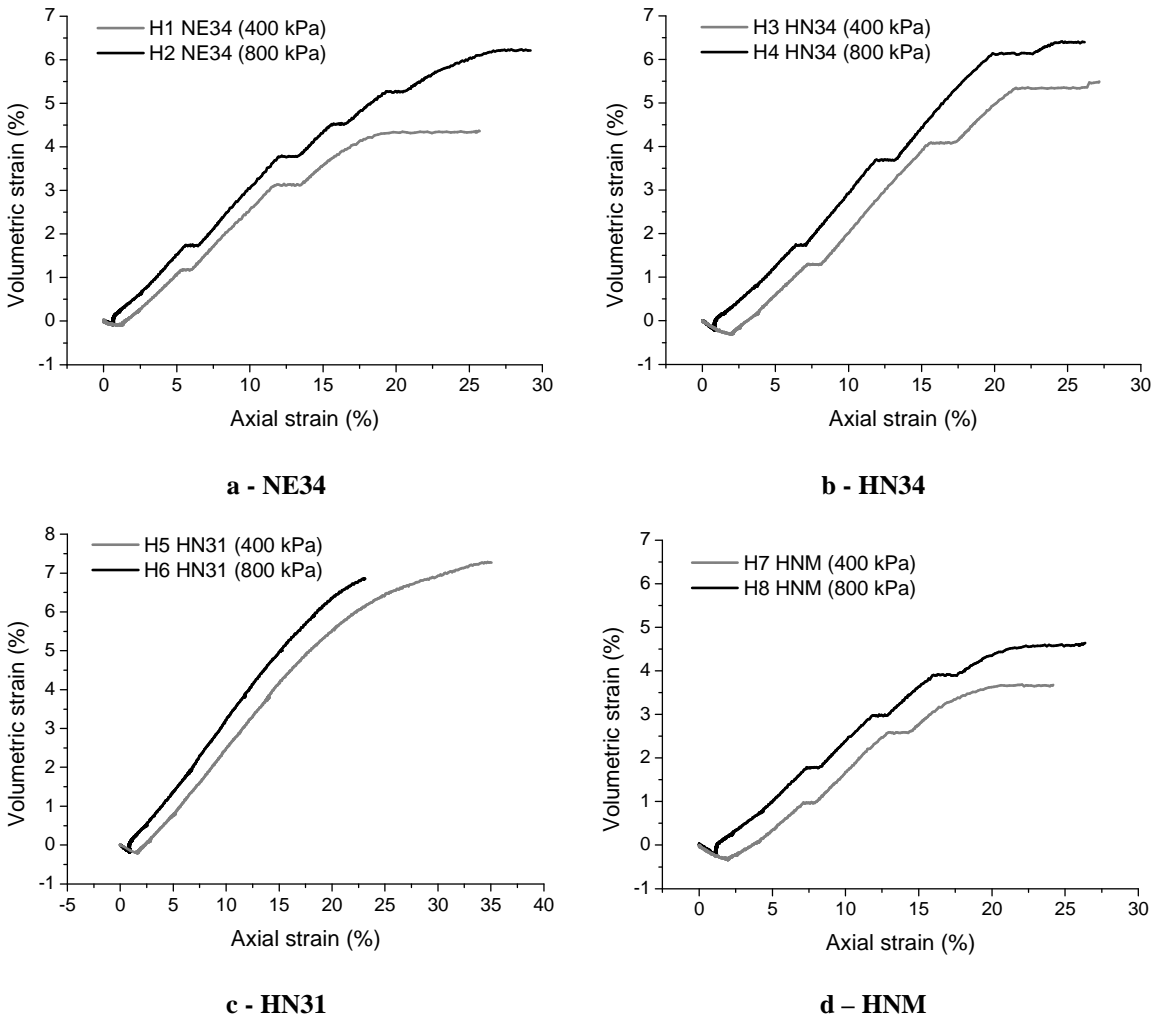 7
6
5
4
3
2
1
0
-1
Volumetric strain (%)
H1 NE34 (400 kPa)
H2 NE34 (800 kPa)
0 5 10 15 20 25 30
Axial strain (%)
a - NE34
7
6
5
4
3
2
1
0
-1
Volumetric strain (%)
H3 HN34 (400 kPa)
H4 HN34 (800 kPa)
0 5 10 15 20 25 30
Axial strain (%)
b - HN34
8
7
6
5
4
3
2
1
0
-1
Volumetric strain (%)
H5 HN31 (400 kPa)
H6 HN31 (800 kPa)
-5 0 5 10 15 20 25 30 35 40
Axial strain (%)
c - HN31
7
6
5
4
3
2
1
0
-1
Volumetric strain (%)
H7 HNM (400 kPa)
H8 HNM (800 kPa)
0 5 10 15 20 25 30
Axial strain (%)
d – HNM